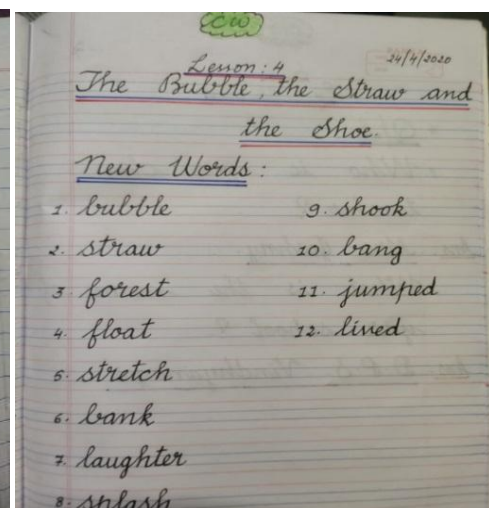 CW
Lesson : 4
24/4/2020
The Bubble, the Straw and
the Shoe.
New Words :
1. bubble
9. shook
2. straw
10. bang
3. forest
11. jumped
4. float
12. lived
5. stretch
6. bank
7. laughter
8. splash